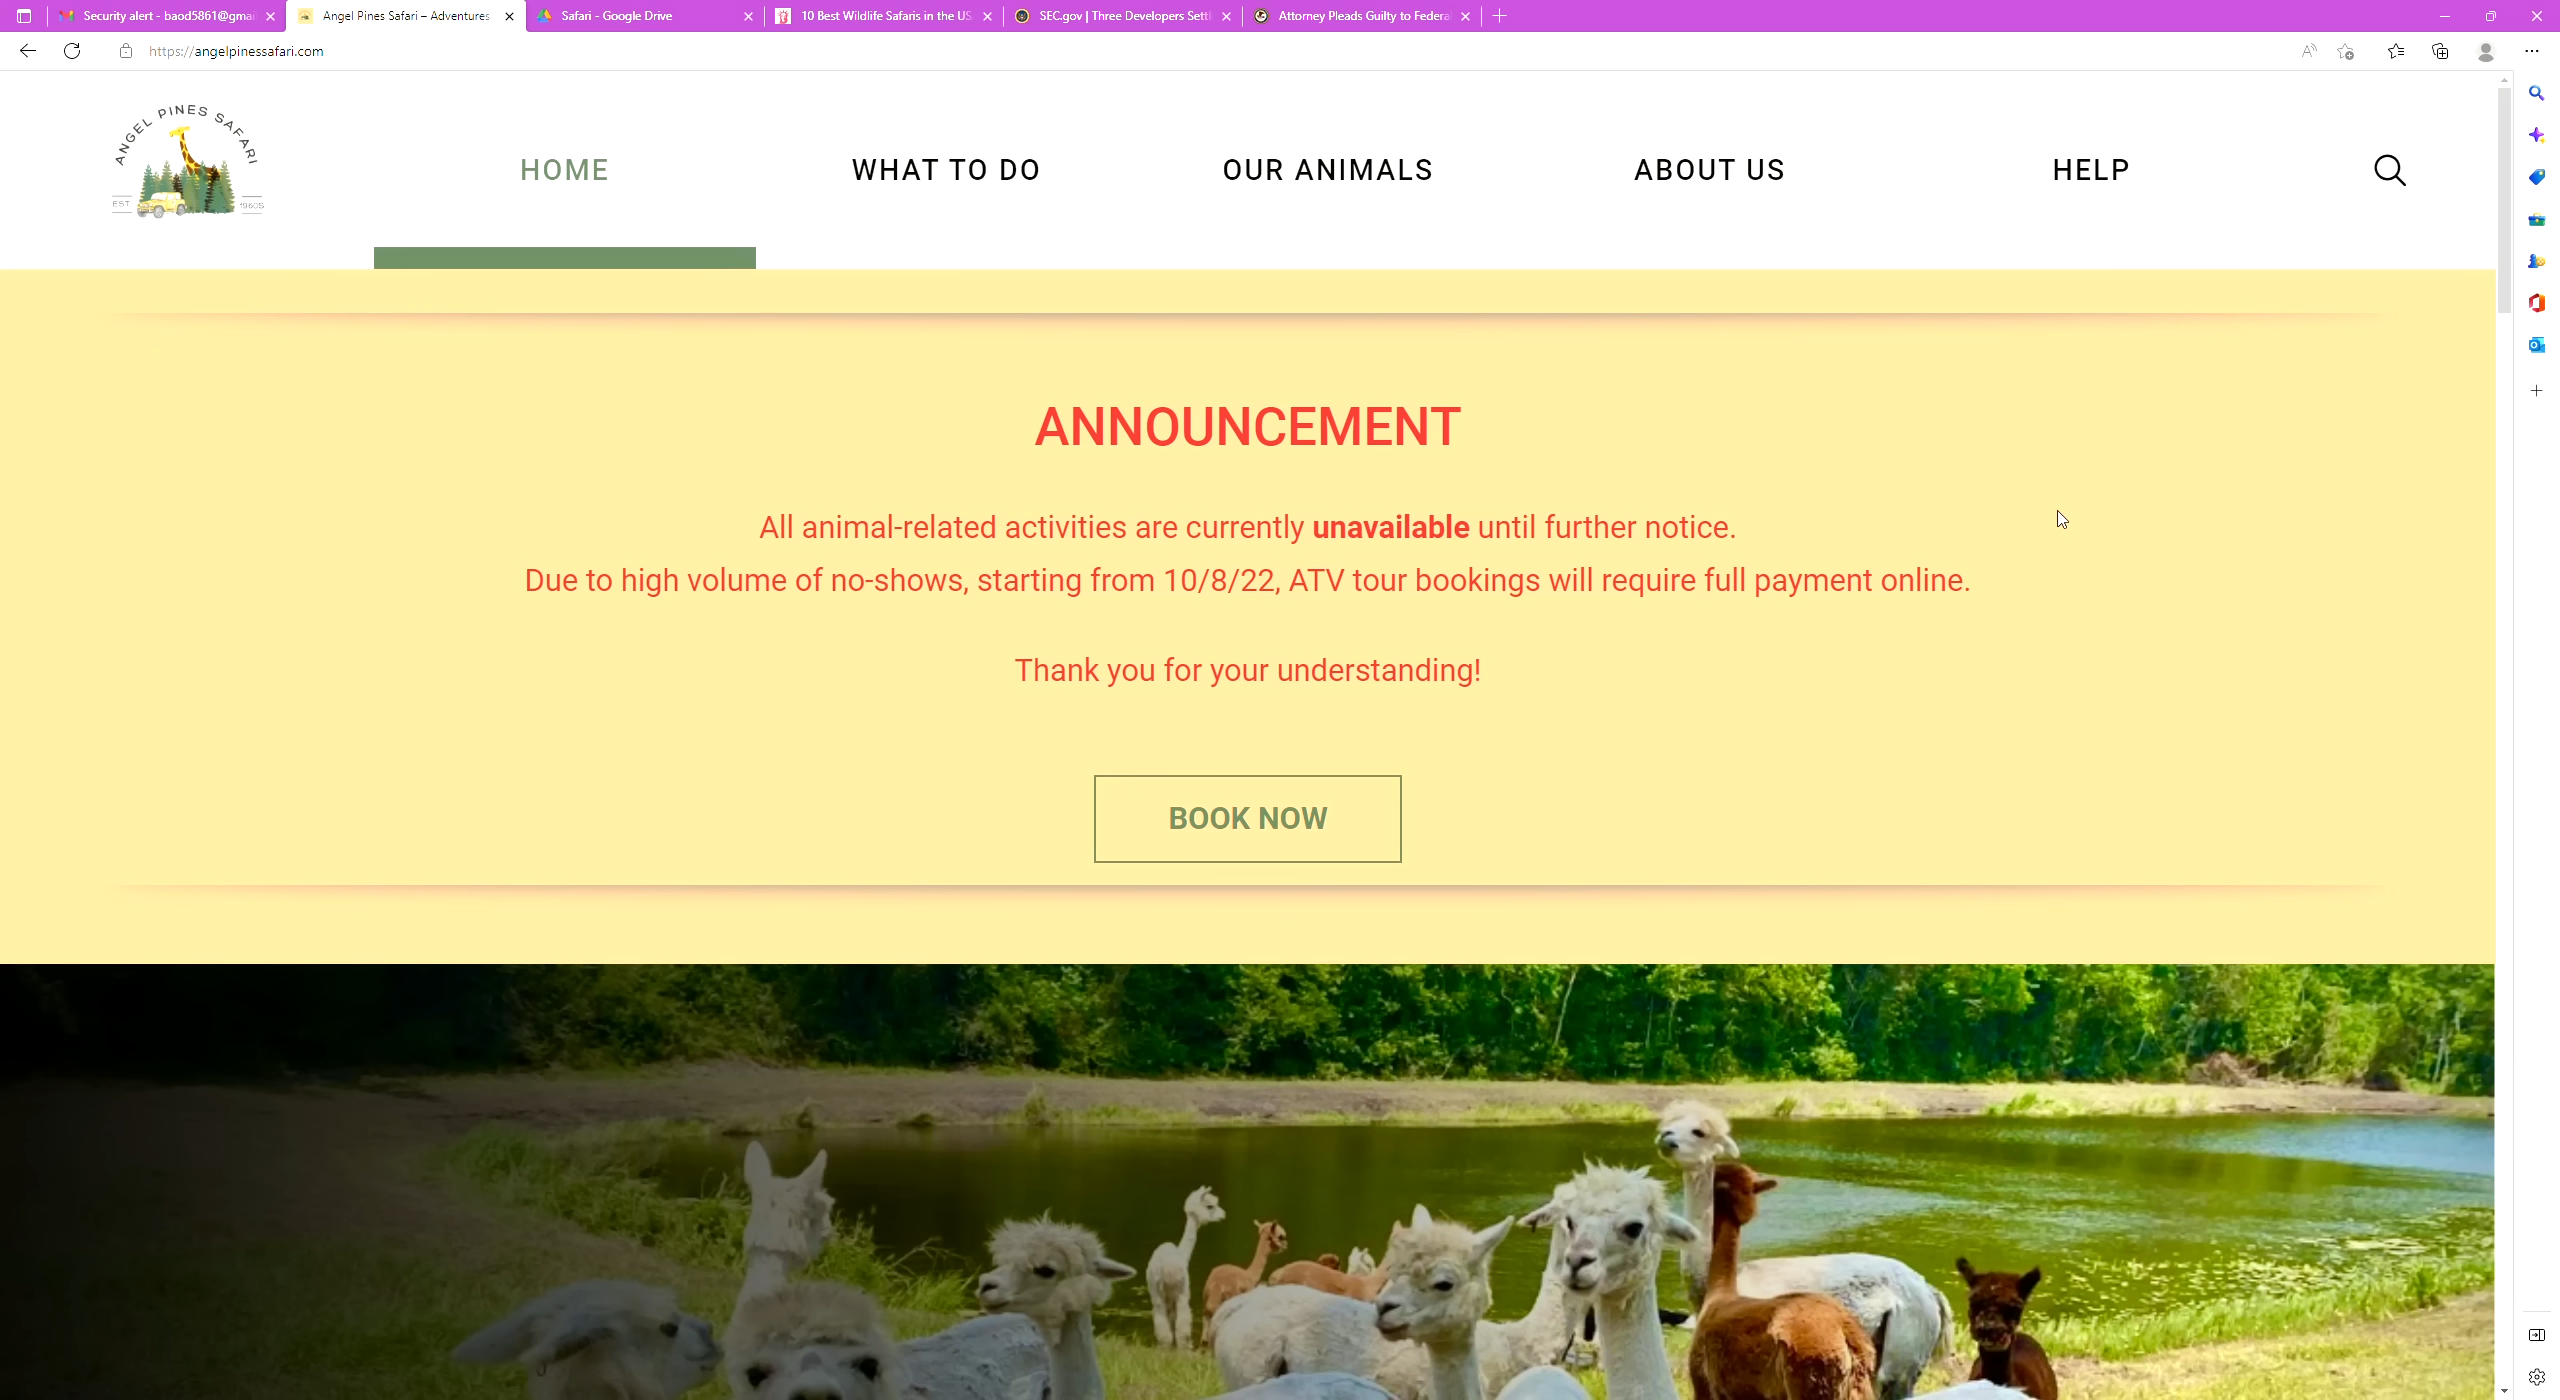 Security alert - baod5861@gmai
Angel Pines Safari – Adventures
Safari - Google Drive
10 Best Wildlife Safaris in the US
SEC.gov | Three Developers Settl
Attorney Pleads Guilty to Federa
https://angelpinessafari.com
ANGEL PINES SAFARI
EST. 1960S
HOME
WHAT TO DO
OUR ANIMALS
ABOUT US
HELP
ANNOUNCEMENT
All animal-related activities are currently unavailable until further notice.
Due to high volume of no-shows, starting from 10/8/22, ATV tour bookings will require full payment online.
Thank you for your understanding!
BOOK NOW